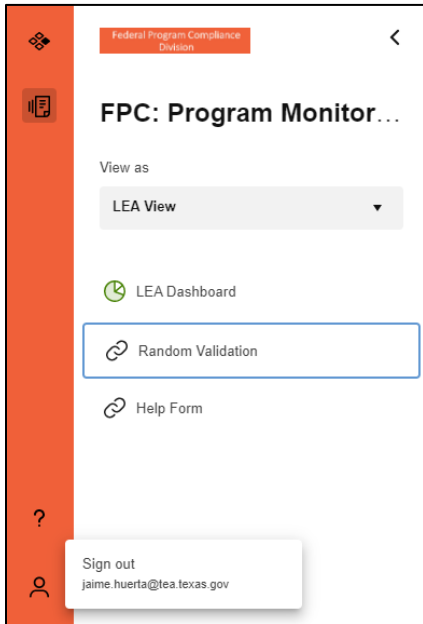 Federal Program Compliance
Division
FPC: Program Monitor...
View as
LEA View
LEA Dashboard
Random Validation
Help Form
?
Sign out
jaime.huerta@tea.texas.gov